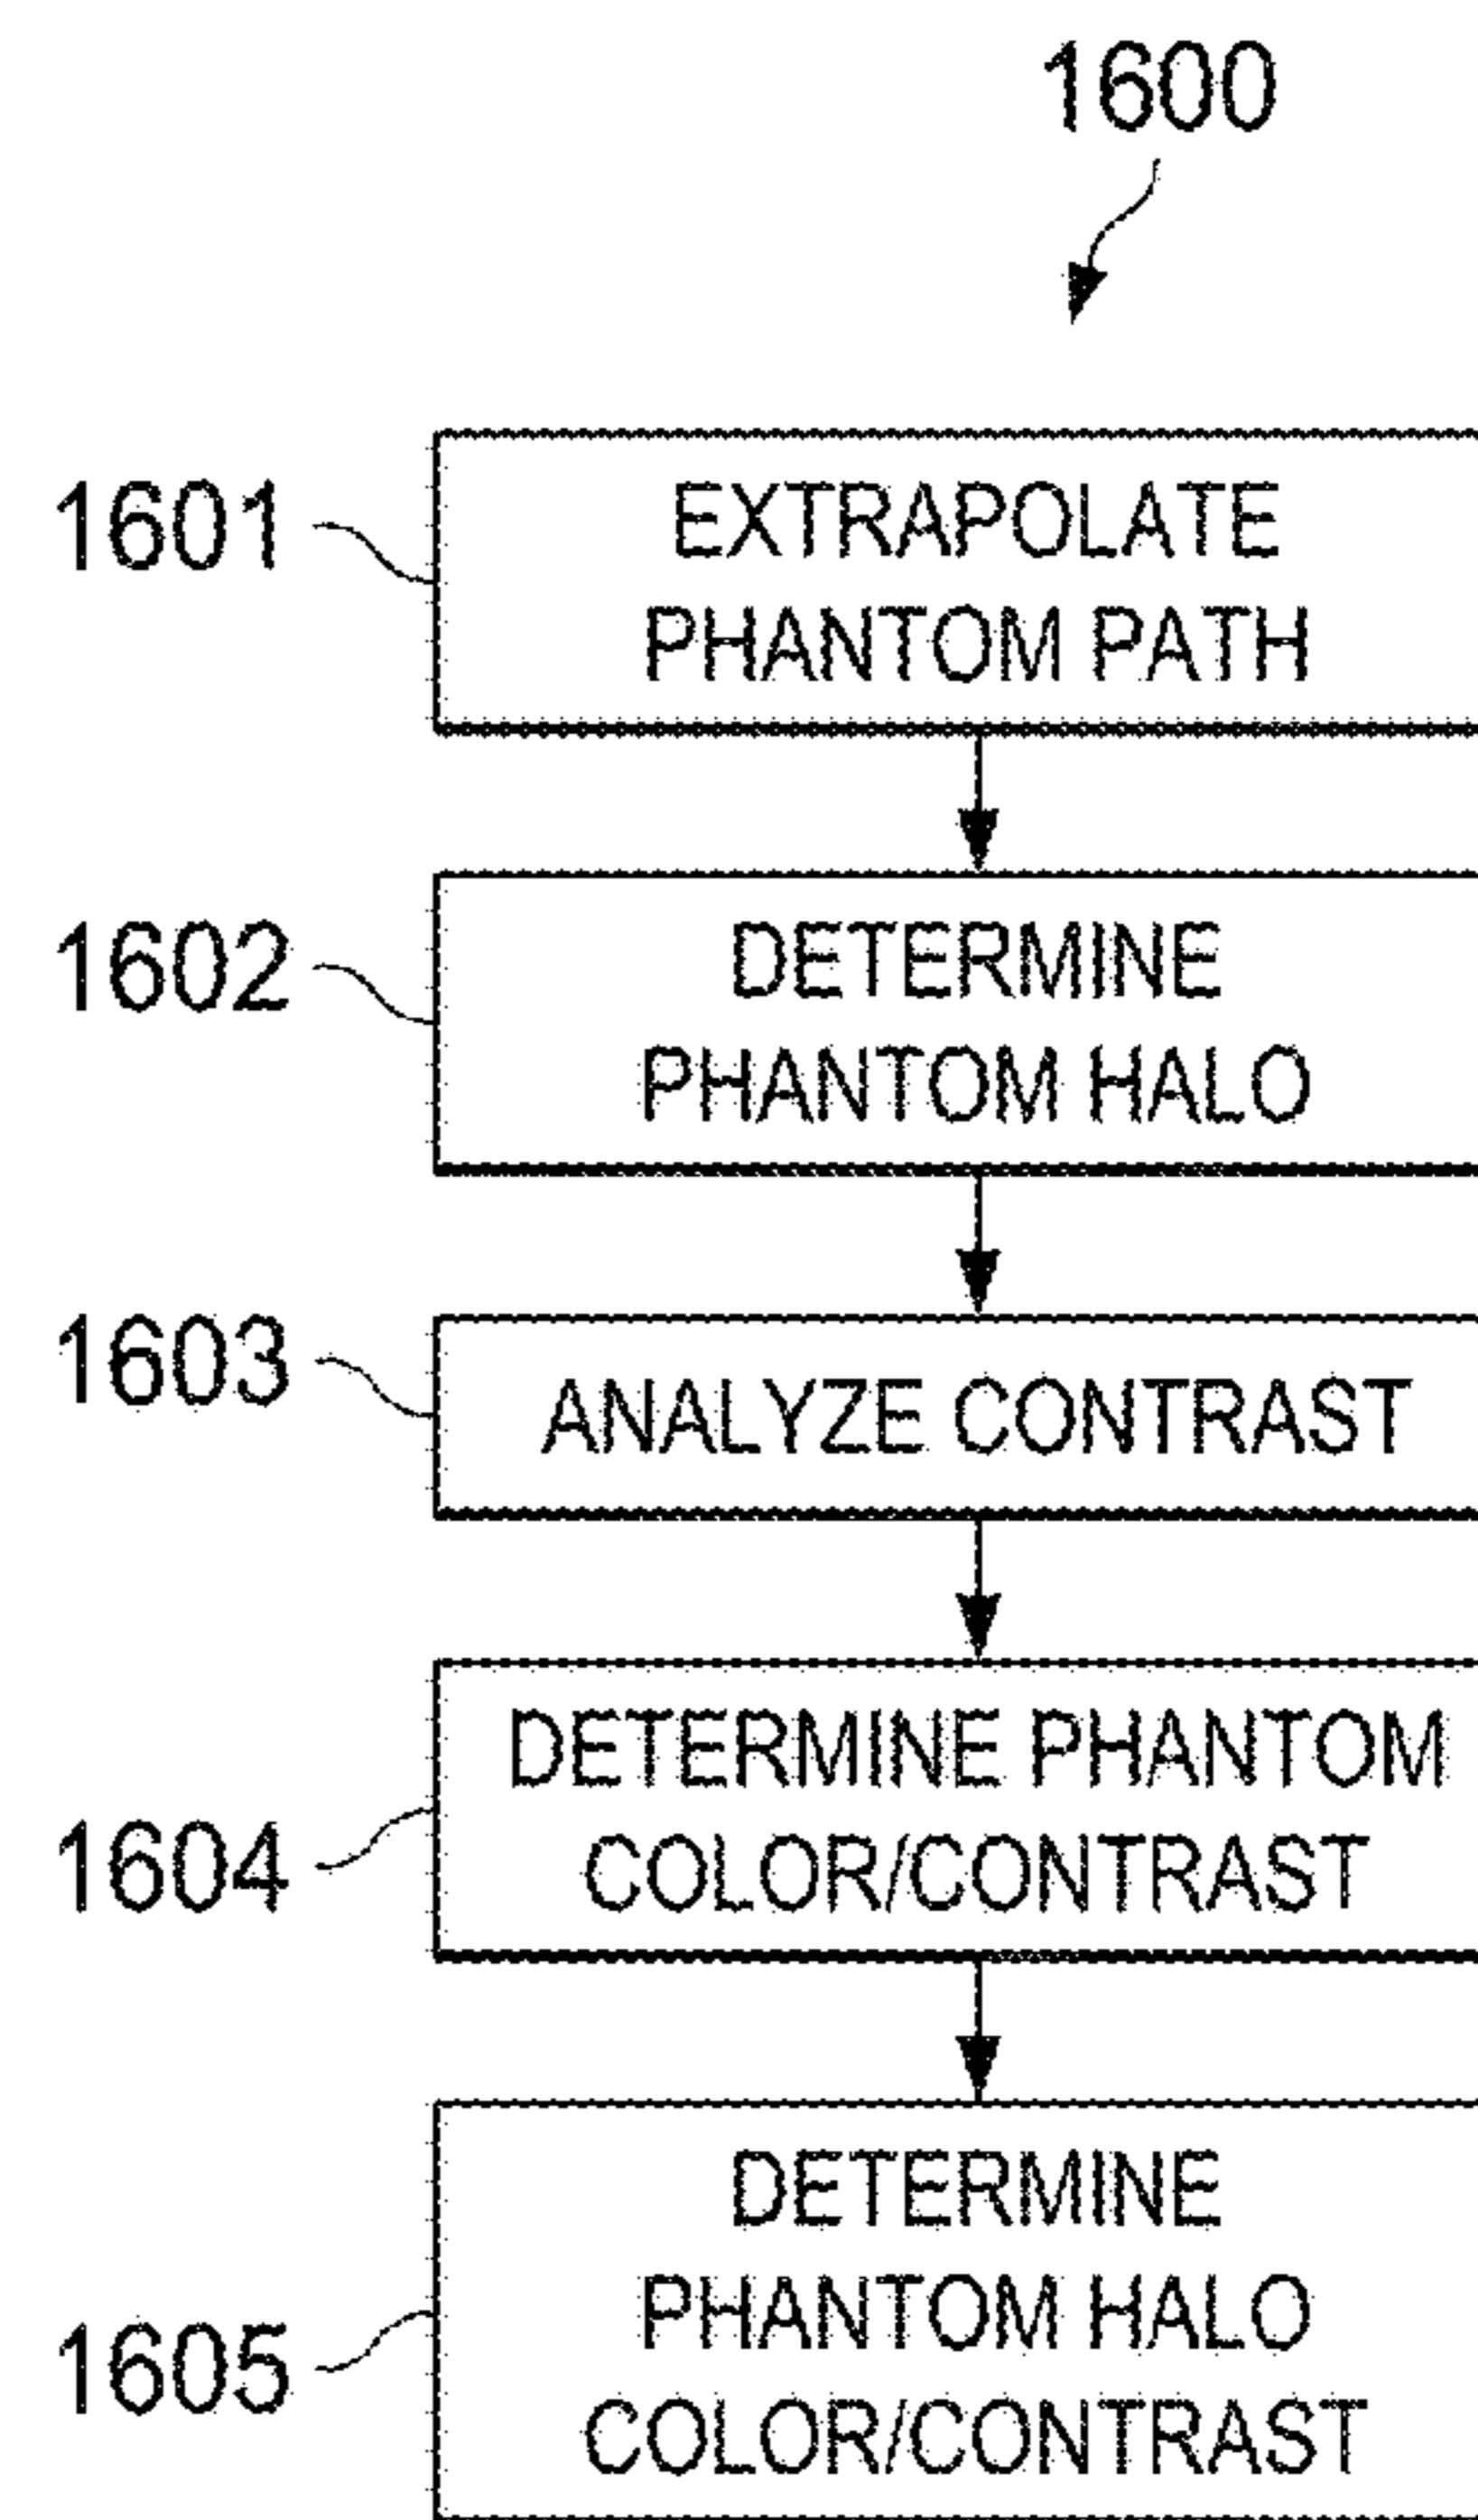 1600
1601
EXTRAPOLATE
PHANTOM PATH
1602
DETERMINE
PHANTOM HALO
1603
ANALYZE CONTRAST
1604
DETERMINE PHANTOM
COLOR/CONTRAST
1605
DETERMINE
PHANTOM HALO
COLOR/CONTRAST